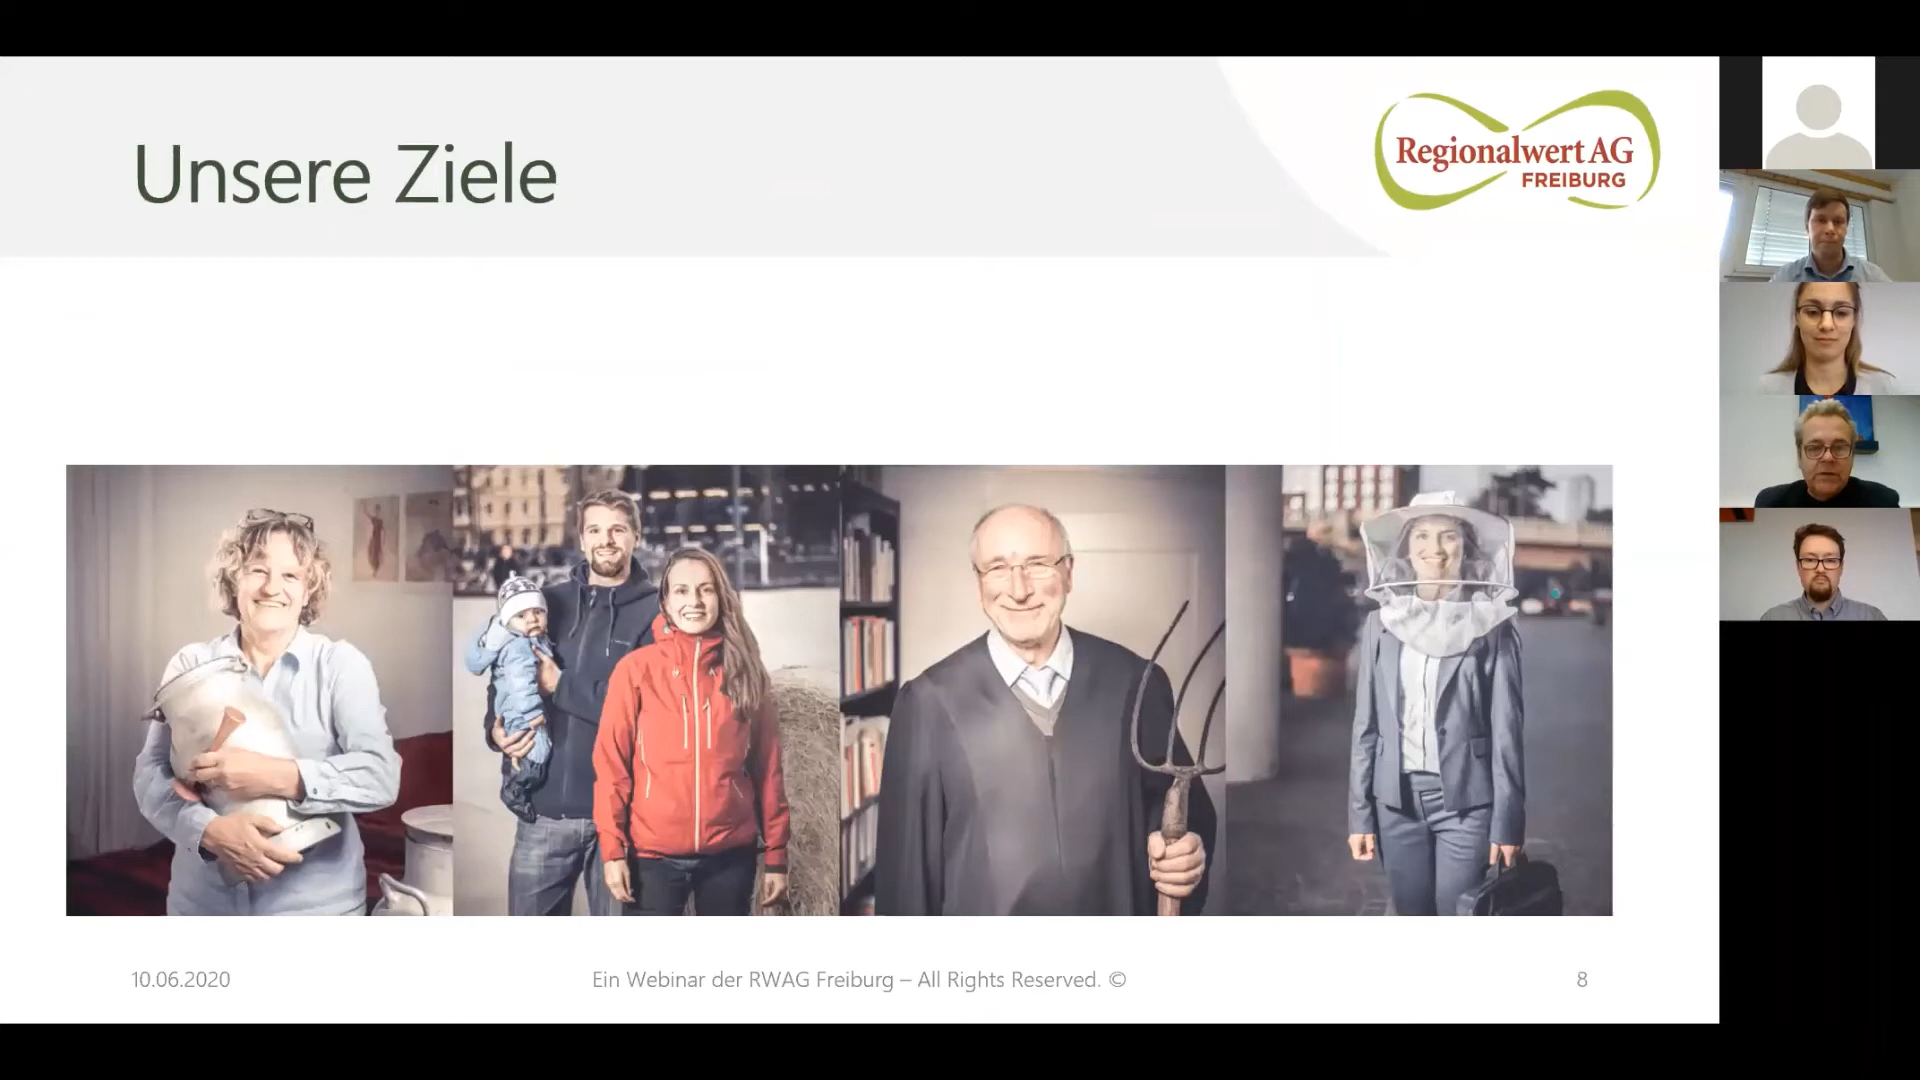 Unsere Ziele
Regionalwert AG
FREIBURG
10.06.2020
Ein Webinar der RWAG Freiburg – All Rights Reserved. ©
8